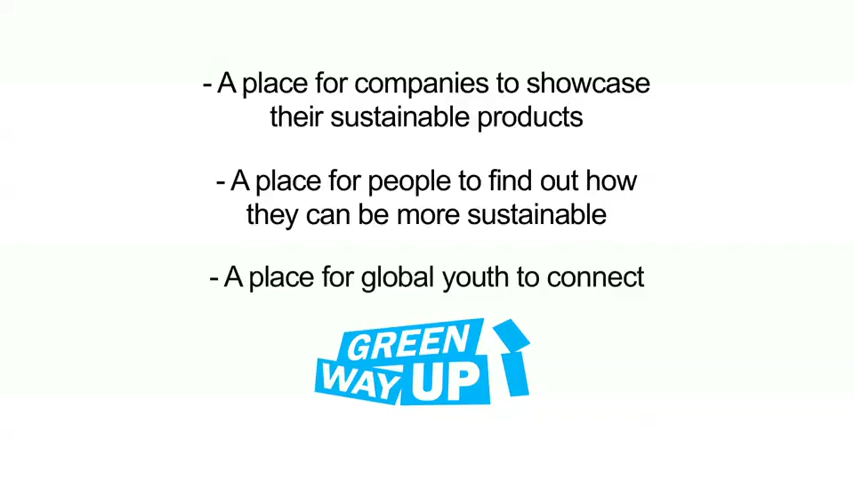 - A place for companies to showcase
their sustainable products
- A place for people to find out how
they can be more sustainable
- A place for global youth to connect
GREEN
WAY UP